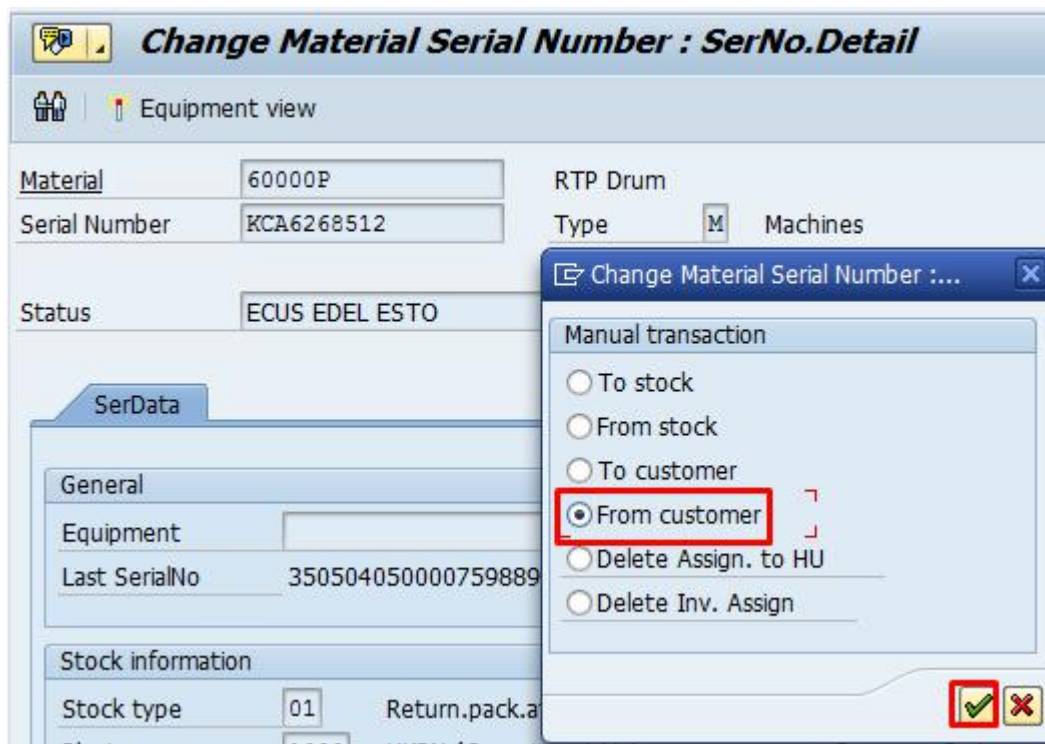 Change Material Serial Number : SerNo.Detail
Equipment view
Material 60000P RTP Drum
Serial Number KCA6268512 Type M Machines
Status ECUS EDEL ESTO
Change Material Serial Number :...
Manual transaction
To stock
From stock
To customer
From customer
Delete Assign. to HU
Delete Inv. Assign
SerData
General
Equipment
Last SerialNo 350504050000759889
Stock information
Stock type 01 Return.pack.a